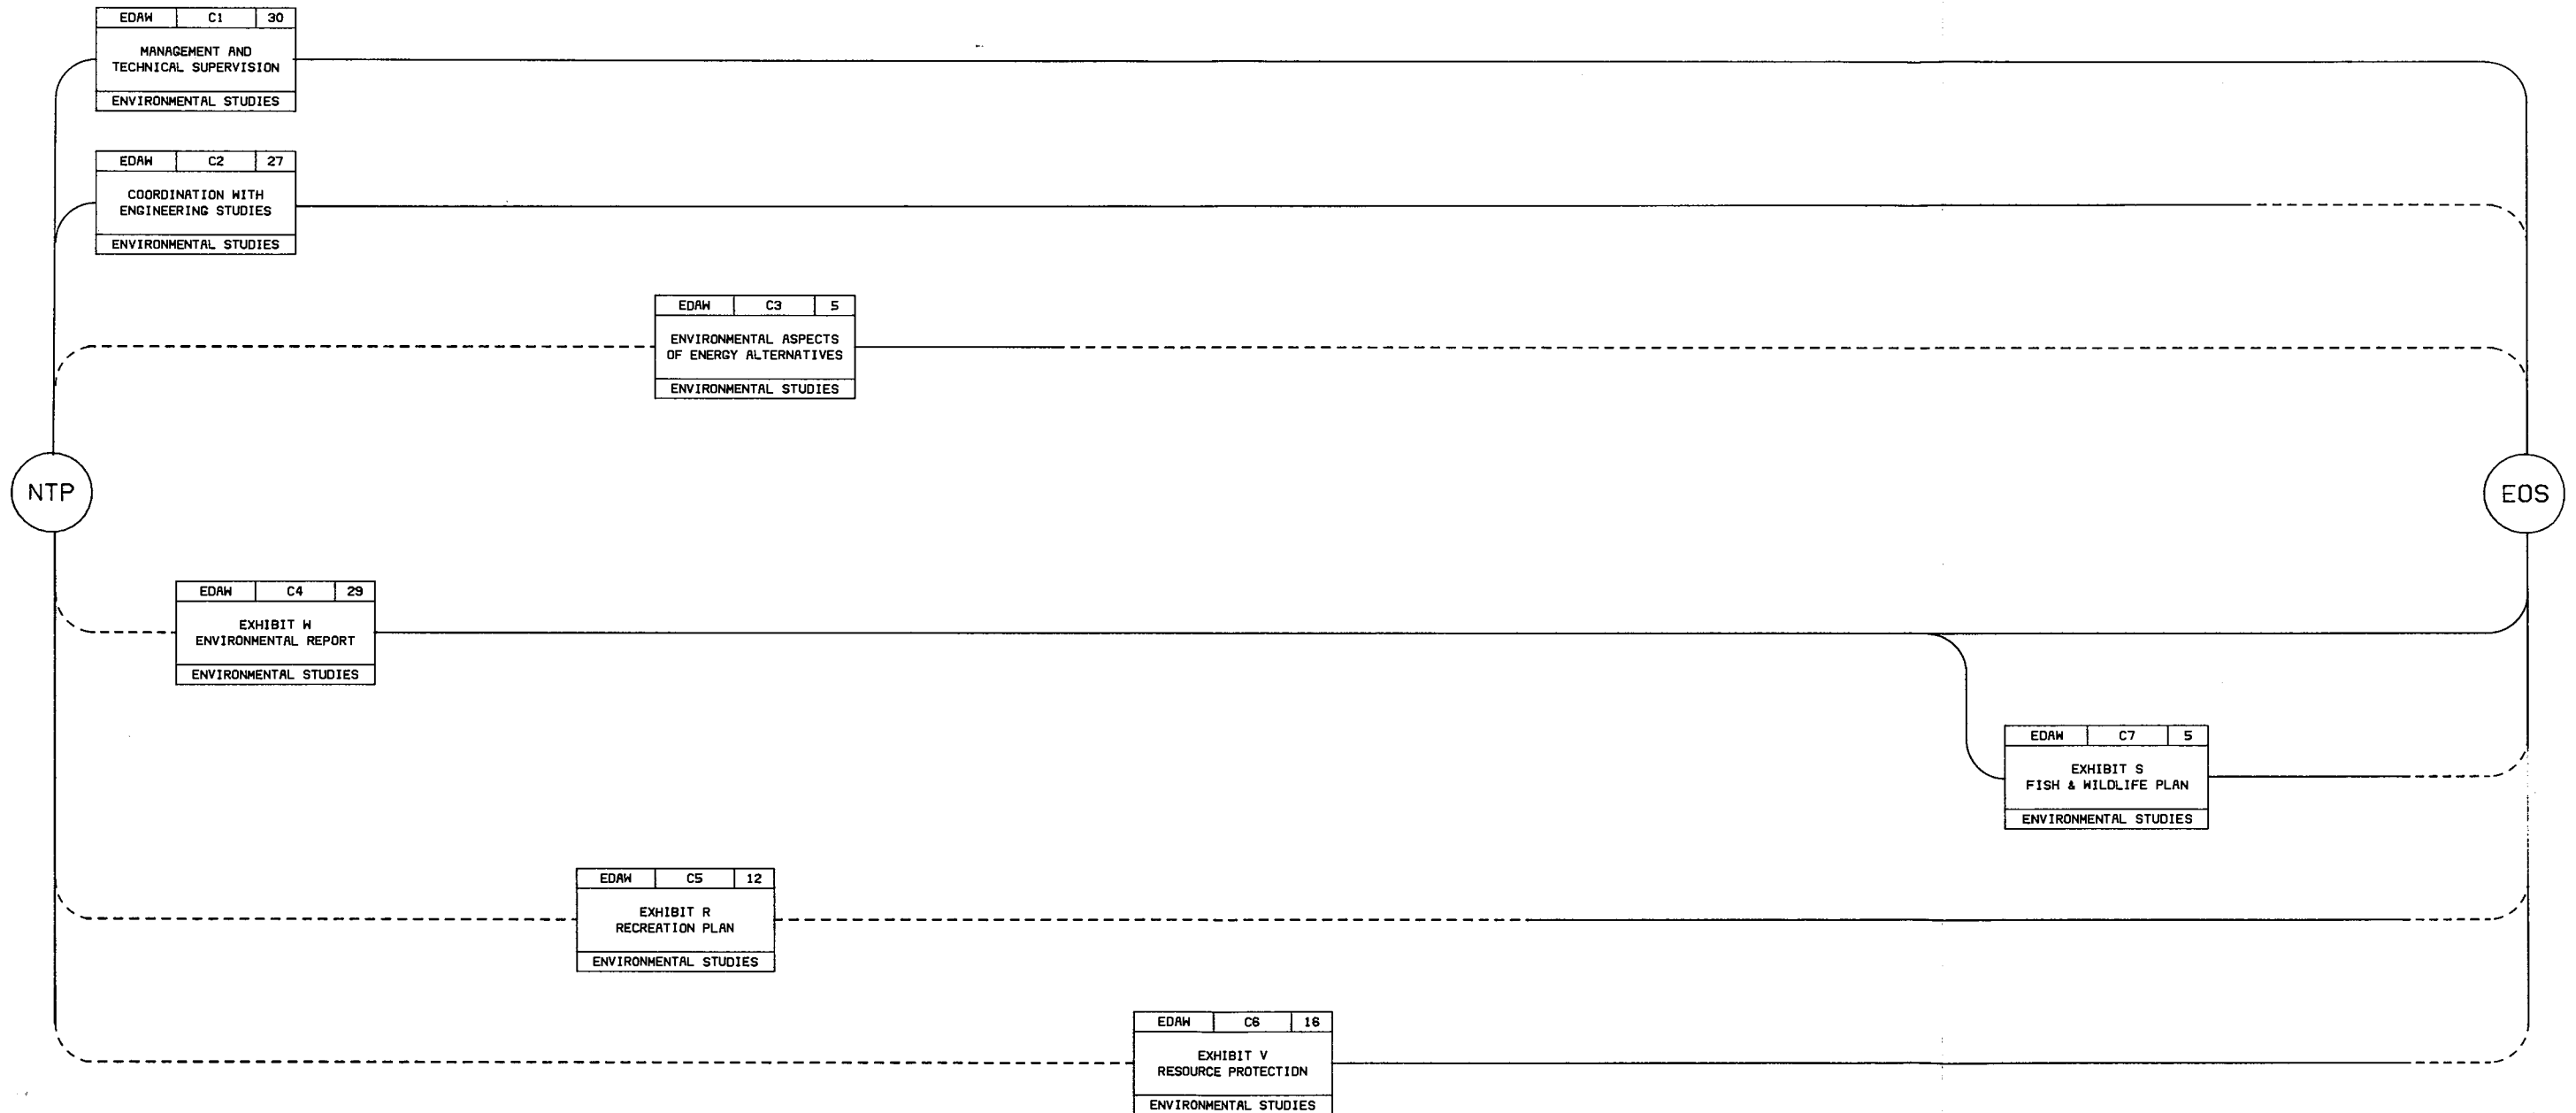 EDAW C1 30
MANAGEMENT AND
TECHNICAL SUPERVISION
ENVIRONMENTAL STUDIES
EDAW C2 27
COORDINATION WITH
ENGINEERING STUDIES
ENVIRONMENTAL STUDIES
EDAW C3 5
ENVIRONMENTAL ASPECTS
OF ENERGY ALTERNATIVES
ENVIRONMENTAL STUDIES
NTP
EOS
EDAW C4 29
EXHIBIT W
ENVIRONMENTAL REPORT
ENVIRONMENTAL STUDIES
EDAW C7 5
EXHIBIT S
FISH & WILDLIFE PLAN
ENVIRONMENTAL STUDIES
EDAW C5 12
EXHIBIT R
RECREATION PLAN
ENVIRONMENTAL STUDIES
EDAW C6 16
EXHIBIT V
RESOURCE PROTECTION
ENVIRONMENTAL STUDIES